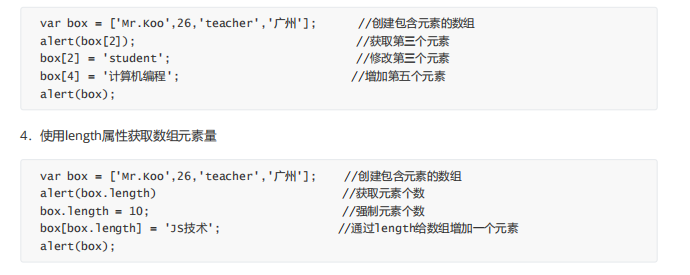 var box = ['Mr.Koo',26,'teacher','广州'];      //创建包含元素的数组
alert(box[2]);                                //获取第三个元素
box[2] = 'student';                           //修改第三个元素
box[4] = '计算机编程';                         //增加第五个元素
alert(box);
4. 使用length属性获取数组元素量
var box = ['Mr.Koo',26,'teacher','广州'];    //创建包含元素的数组
alert(box.length)                           //获取元素个数
box.length = 10;                            //强制元素个数
box[box.length] = 'JS技术';                 //通过length给数组增加一个元素
alert(box);